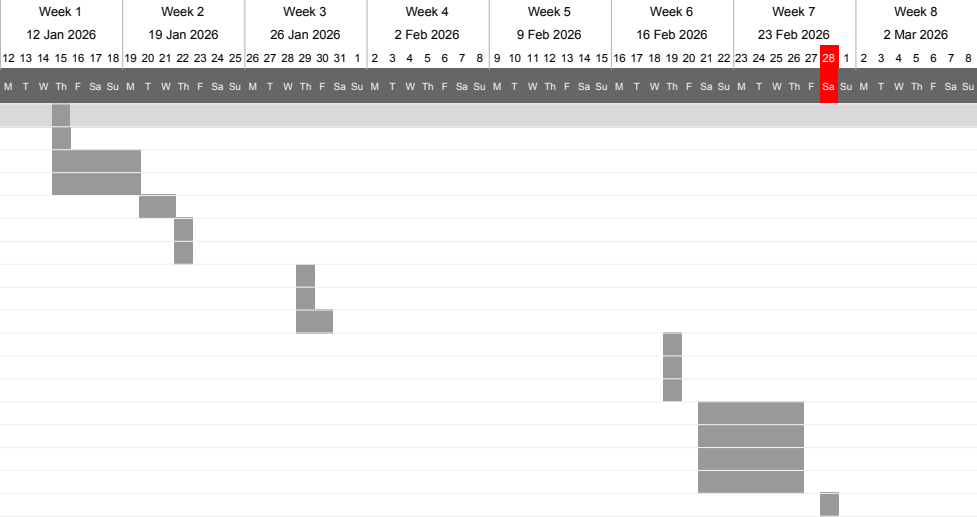 Week 1 Week 2 Week 3 Week 4 Week 5 Week 6 Week 7 Week 8
12 Jan 2026 19 Jan 2026 26 Jan 2026 2 Feb 2026 9 Feb 2026 16 Feb 2026 23 Feb 2026 2 Mar 2026
12 13 14 15 16 17 18 19 20 21 22 23 24 25 26 27 28 29 30 31 1 2 3 4 5 6 7 8 9 10 11 12 13 14 15 16 17 18 19 20 21 22 23 24 25 26 27 28 1 2 3 4 5 6 7 8
M T W Th F Sa Su M T W Th F Sa Su M T W Th F Sa Su M T W Th F Sa Su M T W Th F Sa Su M T W Th F Sa Su M T W Th F Sa Su M T W Th F Sa Su